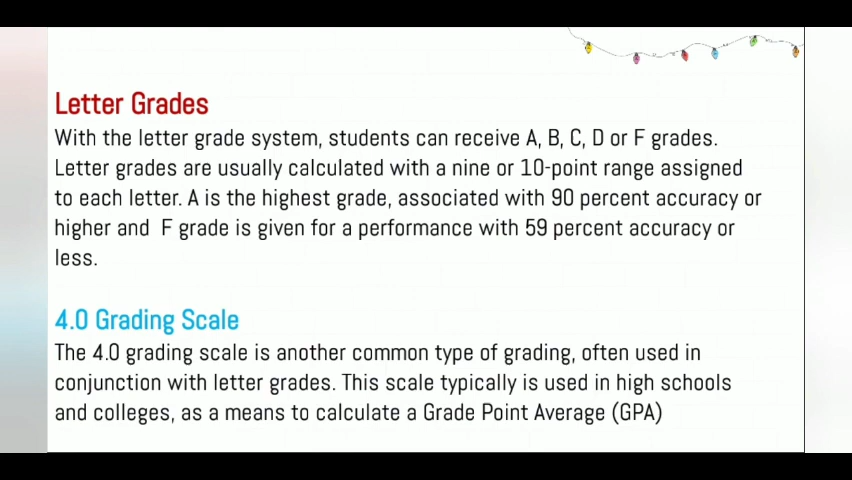 Letter Grades
With the letter grade system, students can receive A, B, C, D or F grades.
Letter grades are usually calculated with a nine or 10-point range assigned
to each letter. A is the highest grade, associated with 90 percent accuracy or
higher and F grade is given for a performance with 59 percent accuracy or
less.
4.0 Grading Scale
The 4.0 grading scale is another common type of grading, often used in
conjunction with letter grades. This scale typically is used in high schools
and colleges, as a means to calculate a Grade Point Average (GPA)